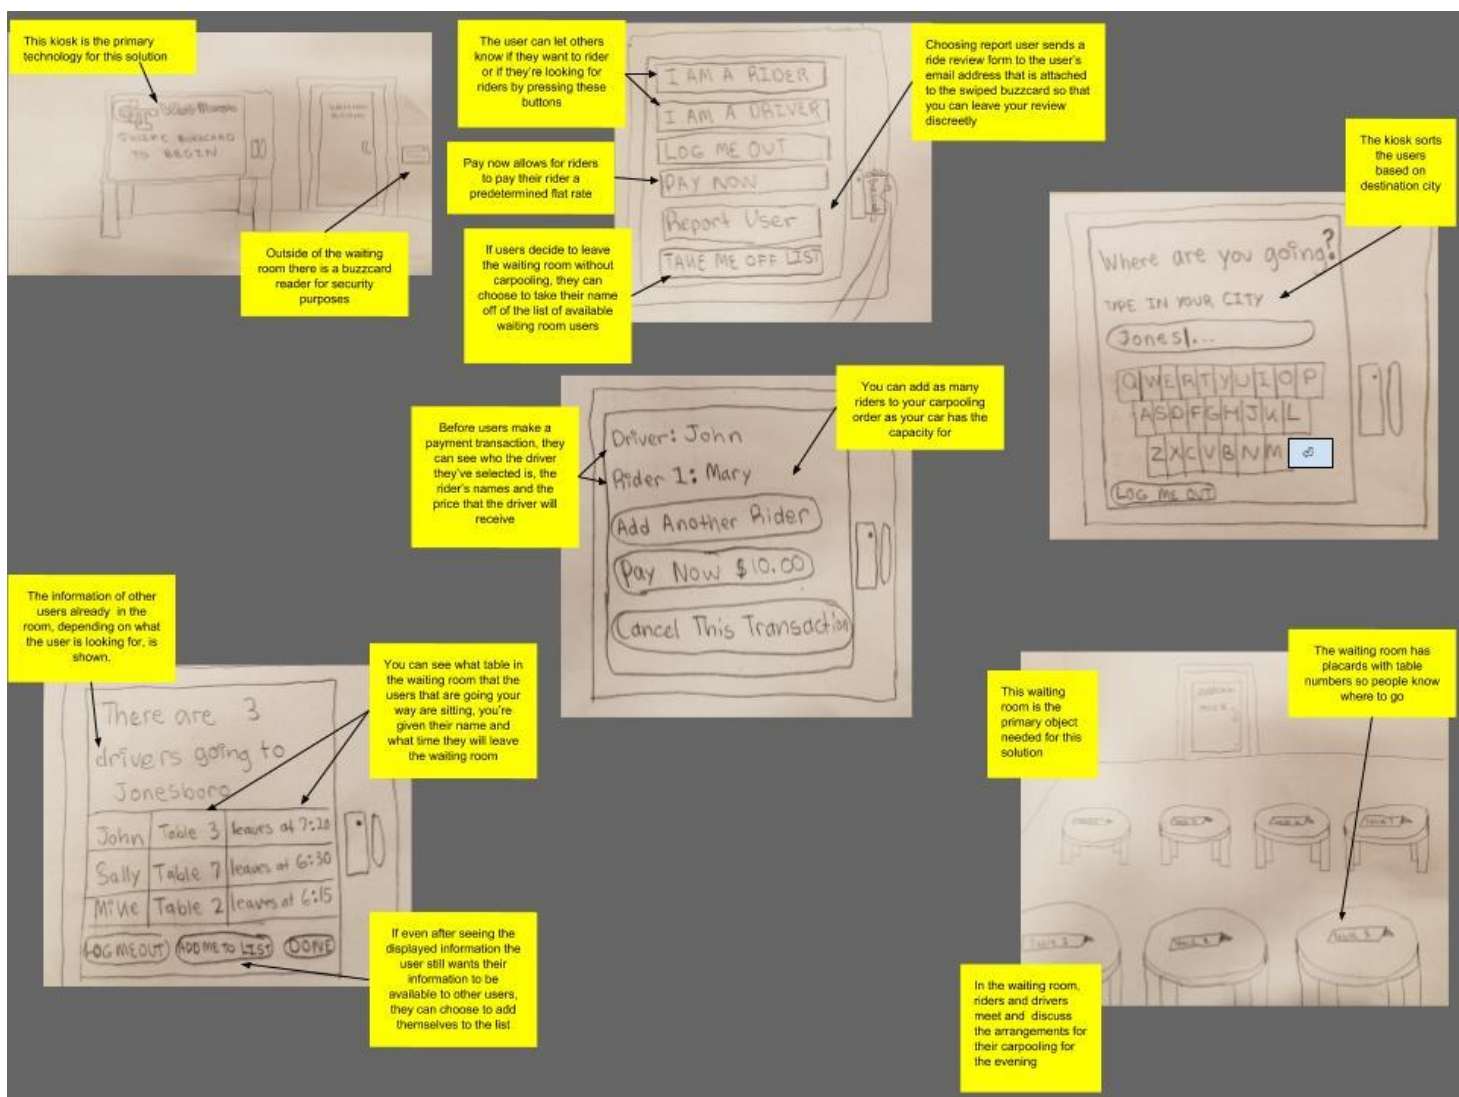 This kiosk is the primary
technology for this solution
SWIPE BUZZCARD
TO BEGIN
WAITING
ROOM
Outside of the waiting
room there is a buzzcard
reader for security
purposes
The user can let others
know if they want to rider
or if they're looking for
riders by pressing these
buttons
Pay now allows for riders
to pay their rider a
predetermined flat rate
If users decide to leave
the waiting room without
carpooling, they can
choose to take their name
off of the list of available
waiting room users
I AM A RIDER
I AM A DRIVER
LOG ME OUT
PAY NOW
Report User
TAKE ME OFF LIST
Choosing report user sends a
ride review form to the user's
email address that is attached
to the swiped buzzcard so that
you can leave your review
discreetly
The kiosk sorts
the users
based on
destination city
Where are you going?
TYPE IN YOUR CITY
Jones|...
Q W E R T Y U I O P
A S D F G H J K L
Z X C V B N M
LOG ME OUT
Before users make a
payment transaction, they
can see who the driver
they've selected is, the
rider's names and the
price that the driver will
receive
You can add as many
riders to your carpooling
order as your car has the
capacity for
Driver: John
Rider 1: Mary
Add Another Rider
Pay Now $10.00
Cancel This Transaction
The information of other
users already in the
room, depending on what
the user is looking for, is
shown.
You can see what table in
the waiting room that the
users that are going your
way are sitting, you're
given their name and
what time they will leave
the waiting room
There are 3
drivers going to
Jonesboro
John Table 3 leaves at 7:20
Sally Table 7 leaves at 6:30
Mike Table 2 leaves at 6:15
LOG ME OUT ADD ME TO LIST DONE
If even after seeing the
displayed information the
user still wants their
information to be
available to other users,
they can choose to add
themselves to the list
This waiting
room is the
primary object
needed for this
solution
The waiting room has
placards with table
numbers so people know
where to go
In the waiting room,
riders and drivers
meet and discuss
the arrangements for
their carpooling for
the evening